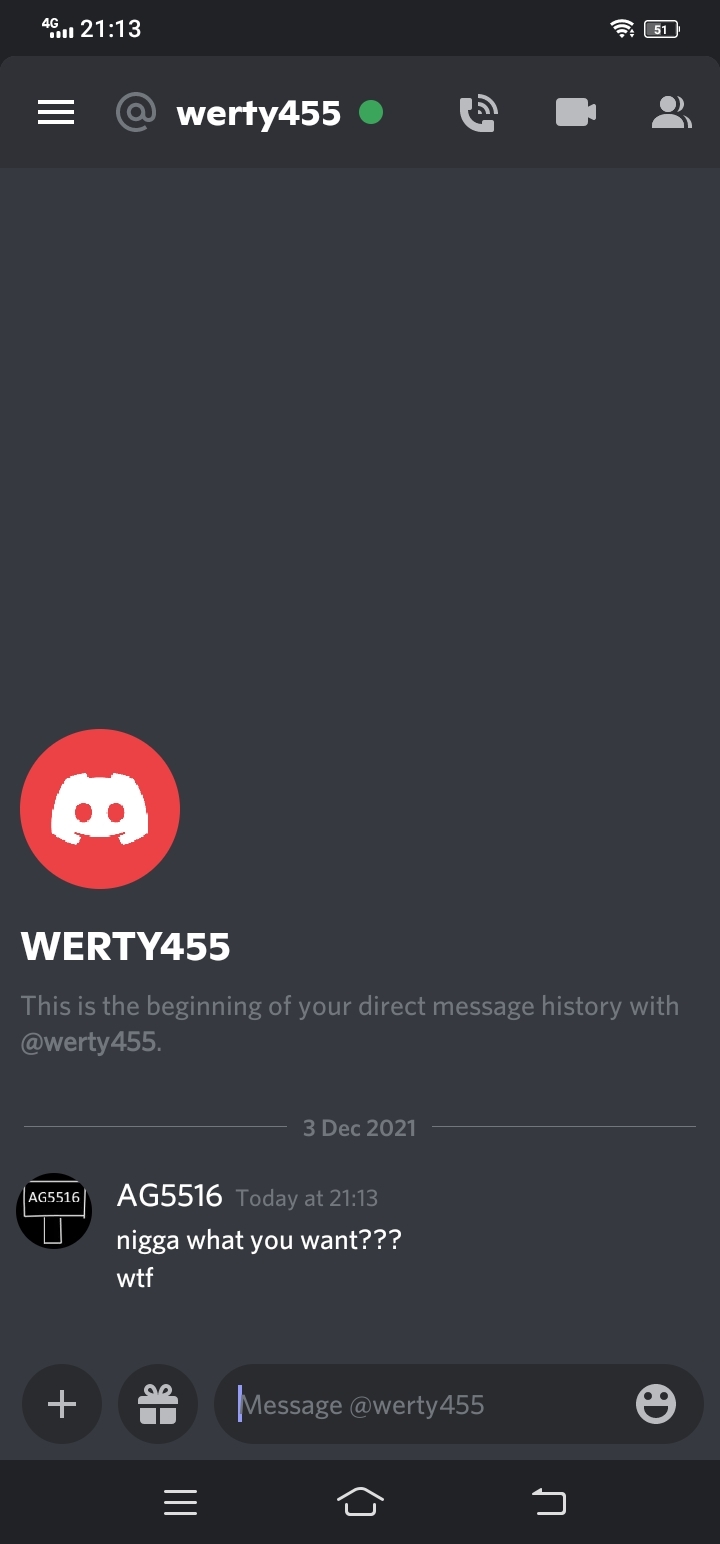 4G 21:13 51
@ werty455
WERTY455
This is the beginning of your direct message history with
@werty455.
3 Dec 2021
AG5516
AG5516 Today at 21:13
nigga what you want???
wtf
Message @werty455